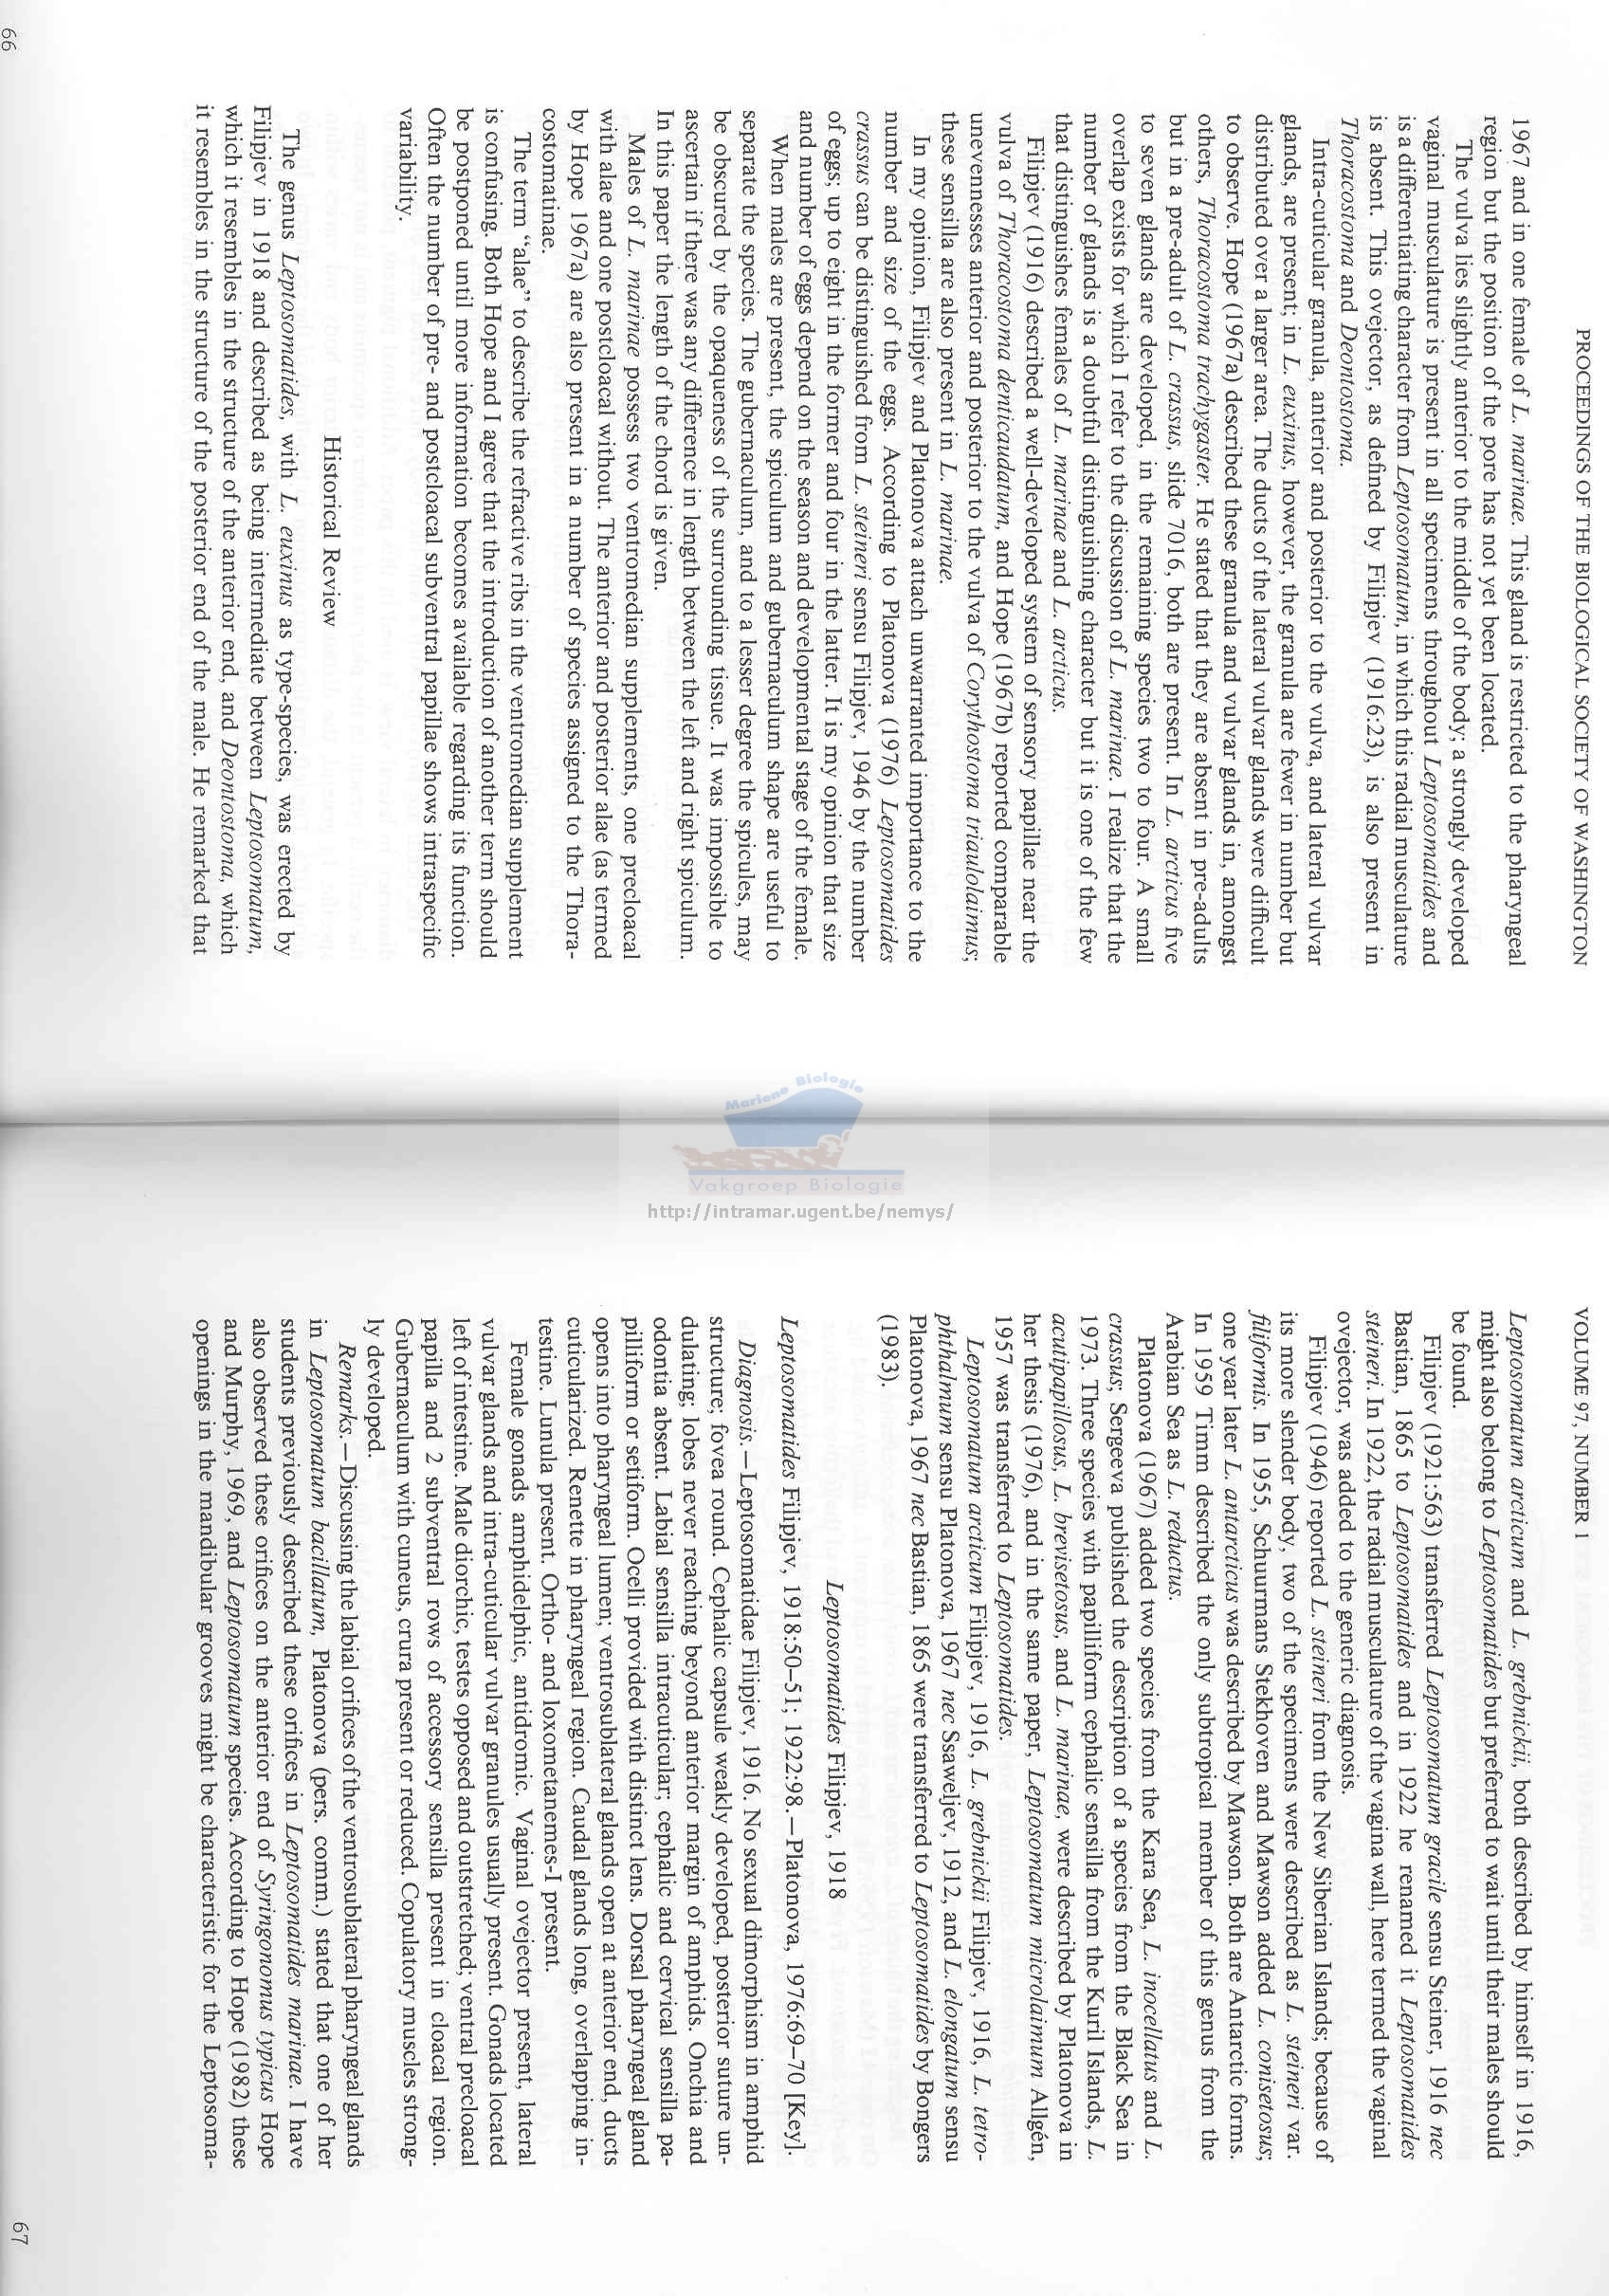 PROCEEDINGS OF THE BIOLOGICAL SOCIETY OF WASHINGTON
1967 and in one female of L. marinae. This gland is restricted to the pharyngeal
region but the position of the pore has not yet been located.
The vulva lies slightly anterior to the middle of the body; a strongly developed
vaginal musculature is present in all specimens throughout Leptosomatides and
is a differentiating character from Leptosomatum, in which this radial musculature
is absent. This ovejector, as defined by Filipjev (1916:23), is also present in
Thoracostoma and Deontostoma.
Intra-cuticular granula, anterior and posterior to the vulva, and lateral vulvar
glands, are present; in L. euxinus, however, the granula are fewer in number but
distributed over a larger area. The ducts of the lateral vulvar glands were difficult
to observe. Hope (1967a) described these granula and vulvar glands in, amongst
others, Thoracostoma trachygaster. He stated that they are absent in pre-adults
but in a pre-adult of L. crassus, slide 7016, both are present. In L. arcticus five
to seven glands are developed, in the remaining species two to four. A small
overlap exists for which I refer to the discussion of L. marinae. I realize that the
number of glands is a doubtful distinguishing character but it is one of the few
that distinguishes females of L. marinae and L. arcticus.
Filipjev (1916) described a well-developed system of sensory papillae near the
vulva of Thoracostoma denticaudatum, and Hope (1967b) reported comparable
unevennesses anterior and posterior to the vulva of Corythostoma triaulolaimus;
these sensilla are also present in L. marinae.
In my opinion, Filipjev and Platonova attach unwarranted importance to the
number and size of the eggs. According to Platonova (1976) Leptosomatides
crassus can be distinguished from L. steineri sensu Filipjev, 1946 by the number
of eggs; up to eight in the former and four in the latter. It is my opinion that size
and number of eggs depend on the season and developmental stage of the female.
When males are present, the spiculum and gubernaculum shape are useful to
separate the species. The gubernaculum, and to a lesser degree the spicules, may
be obscured by the opaqueness of the surrounding tissue. It was impossible to
ascertain if there was any difference in length between the left and right spiculum.
In this paper the length of the chord is given.
Males of L. marinae possess two ventromedian supplements, one precloacal
with alae and one postcloacal without. The anterior and posterior alae (as termed
by Hope 1967a) are also present in a number of species assigned to the Thora-
costomatinae.
The term “alae” to describe the refractive ribs in the ventromedian supplement
is confusing. Both Hope and I agree that the introduction of another term should
be postponed until more information becomes available regarding its function.
Often the number of pre- and postcloacal subventral papillae shows intraspecific
variability.
Historical Review
The genus Leptosomatides, with L. euxinus as type-species, was erected by
Filipjev in 1918 and described as being intermediate between Leptosomatum,
which it resembles in the structure of the anterior end, and Deontostoma, which
it resembles in the structure of the posterior end of the male. He remarked that
66
Mariene Biologie
Vakgroep Biologie
http://intramar.ugent.be/nemys/
VOLUME 97, NUMBER 1
Leptosomatum arcticum and L. grebnickii, both described by himself in 1916,
might also belong to Leptosomatides but preferred to wait until their males should
be found.
Filipjev (1921:563) transferred Leptosomatum gracile sensu Steiner, 1916 nec
Bastian, 1865 to Leptosomatides and in 1922 he renamed it Leptosomatides
steineri. In 1922, the radial musculature of the vagina wall, here termed the vaginal
ovejector, was added to the generic diagnosis.
Filipjev (1946) reported L. steineri from the New Siberian Islands; because of
its more slender body, two of the specimens were described as L. steineri var.
filiformis. In 1955, Schuurmans Stekhoven and Mawson added L. conisetosus;
one year later L. antarcticus was described by Mawson. Both are Antarctic forms.
In 1959 Timm described the only subtropical member of this genus from the
Arabian Sea as L. reductus.
Platonova (1967) added two species from the Kara Sea, L. inocellatus and L.
crassus; Sergeeva published the description of a species from the Black Sea in
1973. Three species with papilliform cephalic sensilla from the Kuril Islands, L.
acutipapillosus, L. brevisetosus, and L. marinae, were described by Platonova in
her thesis (1976), and in the same paper, Leptosomatum microlaimum Allgén,
1957 was transferred to Leptosomatides.
Leptosomatum arcticum Filipjev, 1916, L. grebnickii Filipjev, 1916, L. tetro-
phthalmum sensu Platonova, 1967 nec Ssaweljev, 1912, and L. elongatum sensu
Platonova, 1967 nec Bastian, 1865 were transferred to Leptosomatides by Bongers
(1983).
Leptosomatides Filipjev, 1918
Leptosomatides Filipjev, 1918:50–51; 1922:98.—Platonova, 1976:69–70 [Key].
Diagnosis.—Leptosomatidae Filipjev, 1916. No sexual dimorphism in amphid
structure; fovea round. Cephalic capsule weakly developed, posterior suture un-
dulating; lobes never reaching beyond anterior margin of amphids. Onchia and
odontia absent. Labial sensilla intracuticular; cephalic and cervical sensilla pa-
pilliform or setiform. Ocelli provided with distinct lens. Dorsal pharyngeal gland
opens into pharyngeal lumen; ventrosublateral glands open at anterior end, ducts
cuticularized. Renette in pharyngeal region. Caudal glands long, overlapping in-
testine. Lunula present. Ortho- and loxometanemes-I present.
Female gonads amphidelphic, antidromic. Vaginal ovejector present, lateral
vulvar glands and intra-cuticular vulvar granules usually present. Gonads located
left of intestine. Male diorchic, testes opposed and outstretched; ventral precloacal
papilla and 2 subventral rows of accessory sensilla present in cloacal region.
Gubernaculum with cuneus, crura present or reduced. Copulatory muscles strong-
ly developed.
Remarks.—Discussing the labial orifices of the ventrosublateral pharyngeal glands
in Leptosomatum bacillatum, Platonova (pers. comm.) stated that one of her
students previously described these orifices in Leptosomatides marinae. I have
also observed these orifices on the anterior end of Syringonomus typicus Hope
and Murphy, 1969, and Leptosomatum species. According to Hope (1982) these
openings in the mandibular grooves might be characteristic for the Leptosoma-
67